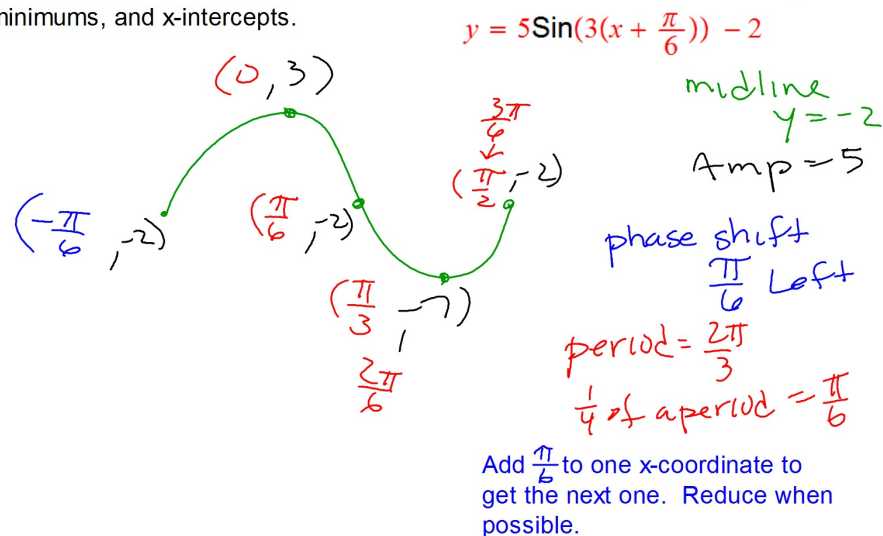 ninimums, and x-intercepts.
y = 5Sin(3(x + π/6)) − 2
(0, 3)
midline
y = -2
Amp = 5
3π/6
↓
(π/2, -2)
(-π/6, -2)
(π/6, -2)
phase shift
π/6 Left
(π/3, -7)
2π/6
period = 2π/3
1/4 of a period = π/6
Add π/6 to one x-coordinate to
get the next one. Reduce when
possible.